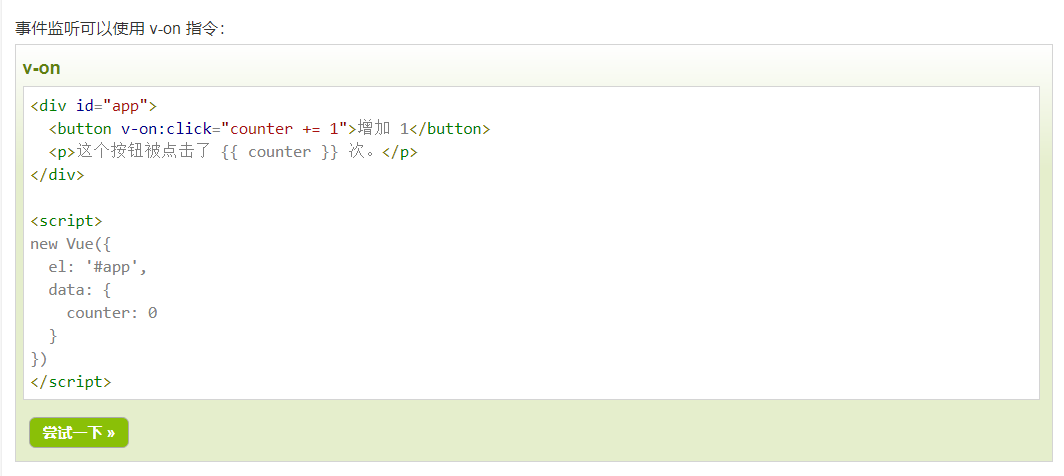 事件监听可以使用 v-on 指令：
v-on
<div id="app">
  <button v-on:click="counter += 1">增加 1</button>
  <p>这个按钮被点击了 {{ counter }} 次。</p>
</div>

<script>
new Vue({
  el: '#app',
  data: {
    counter: 0
  }
})
</script>
尝试一下 »